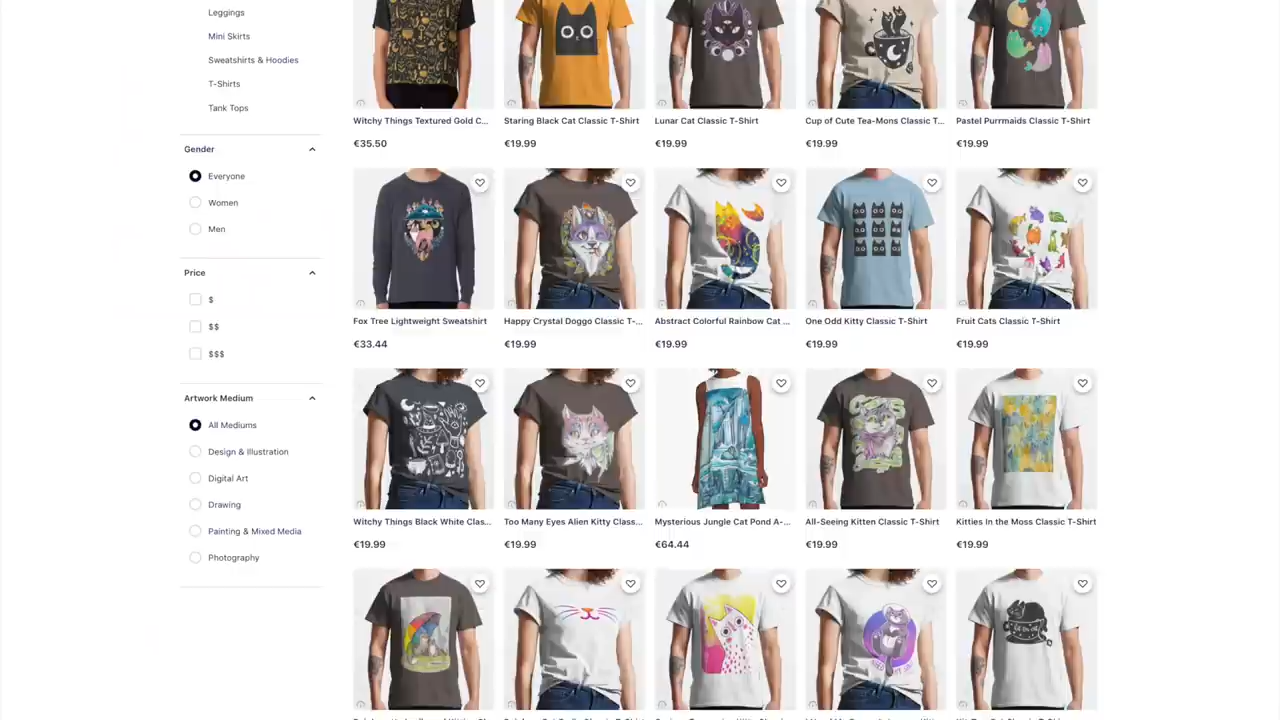 Leggings
Mini Skirts
Sweatshirts & Hoodies
T-Shirts
Tank Tops
Gender
Everyone
Women
Men
Price
$
$$
$$$
Artwork Medium
All Mediums
Design & Illustration
Digital Art
Drawing
Painting & Mixed Media
Photography
Witchy Things Textured Gold C...
Staring Black Cat Classic T-Shirt
Lunar Cat Classic T-Shirt
Cup of Cute Tea-Mons Classic T...
Pastel Purrmaids Classic T-Shirt
€35.50
€19.99
€19.99
€19.99
€19.99
Fox Tree Lightweight Sweatshirt
Happy Crystal Doggo Classic T-...
Abstract Colorful Rainbow Cat ...
One Odd Kitty Classic T-Shirt
Fruit Cats Classic T-Shirt
€33.44
€19.99
€19.99
€19.99
€19.99
Witchy Things Black White Clas...
Too Many Eyes Alien Kitty Class...
Mysterious Jungle Cat Pond A-...
All-Seeing Kitten Classic T-Shirt
Kitties In the Moss Classic T-Shirt
€19.99
€19.99
€64.44
€19.99
€19.99